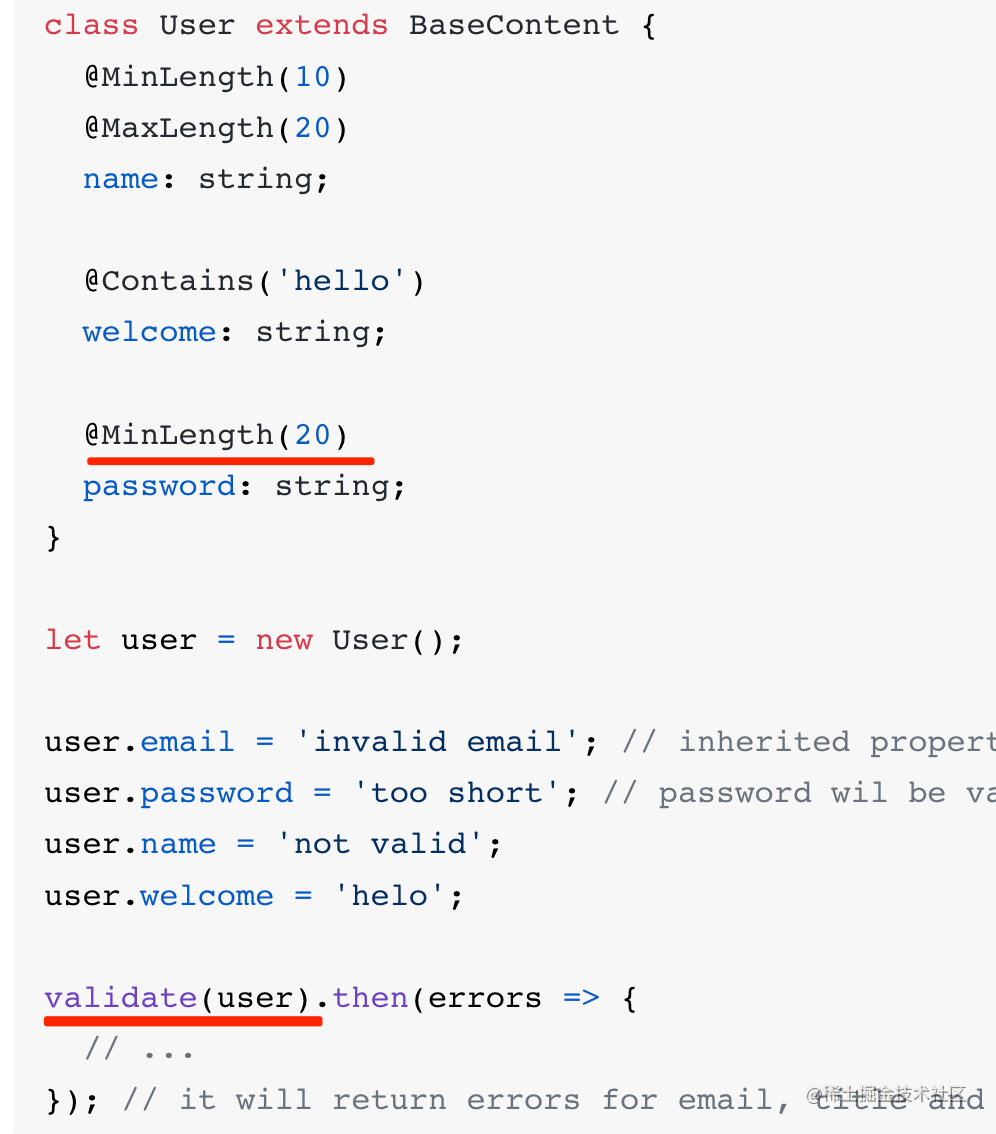 class User extends BaseContent {
@MinLength(10)
@MaxLength(20)
name: string;
@Contains('hello')
welcome: string;
@MinLength(20)
password: string;
}
let user = new User();
user.email = 'invalid email'; // inherited propert
user.password = 'too short'; // password wil be va
user.name = 'not valid';
user.welcome = 'helo';
validate(user).then(errors => {
// ...
}); // it will return errors for email, title and
@稀土掘金技术社区